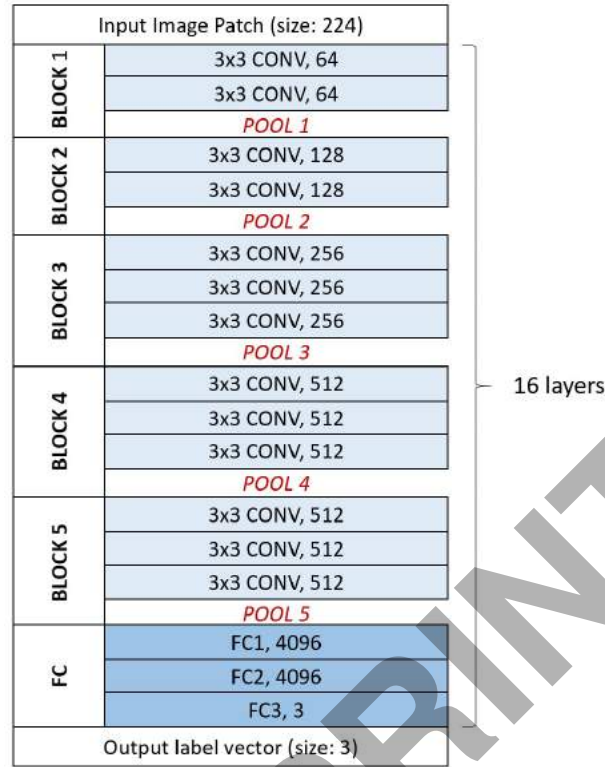 Input Image Patch (size: 224)
BLOCK 1
3x3 CONV, 64
3x3 CONV, 64
POOL 1
BLOCK 2
3x3 CONV, 128
3x3 CONV, 128
POOL 2
BLOCK 3
3x3 CONV, 256
3x3 CONV, 256
3x3 CONV, 256
POOL 3
BLOCK 4
3x3 CONV, 512
3x3 CONV, 512
3x3 CONV, 512
POOL 4
BLOCK 5
3x3 CONV, 512
3x3 CONV, 512
3x3 CONV, 512
POOL 5
FC
FC1, 4096
FC2, 4096
FC3, 3
Output label vector (size: 3)
16 layers
PRINT